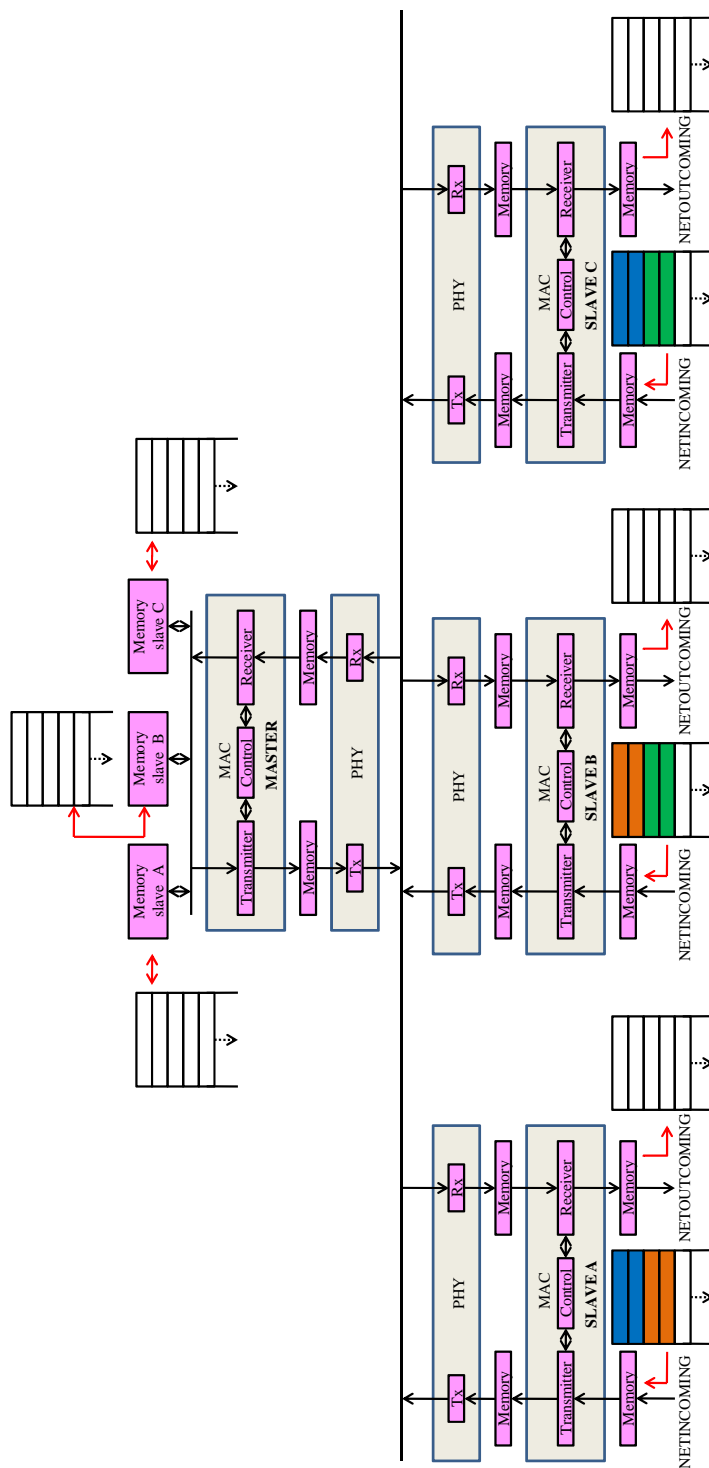 Memory
slave  A
Memory
slave B
Memory
slave C
MAC
Transmitter
Control
Receiver
MASTER
Memory
Memory
PHY
Tx
Rx
PHY
Tx
Rx
Memory
Memory
MAC
Transmitter
Control
Receiver
SLAVE A
Memory
Memory
NETINCOMING
NETOUTCOMING
PHY
Tx
Rx
Memory
Memory
MAC
Transmitter
Control
Receiver
SLAVE B
Memory
Memory
NETINCOMING
NETOUTCOMING
PHY
Tx
Rx
Memory
Memory
MAC
Transmitter
Control
Receiver
SLAVE C
Memory
Memory
NETINCOMING
NETOUTCOMING